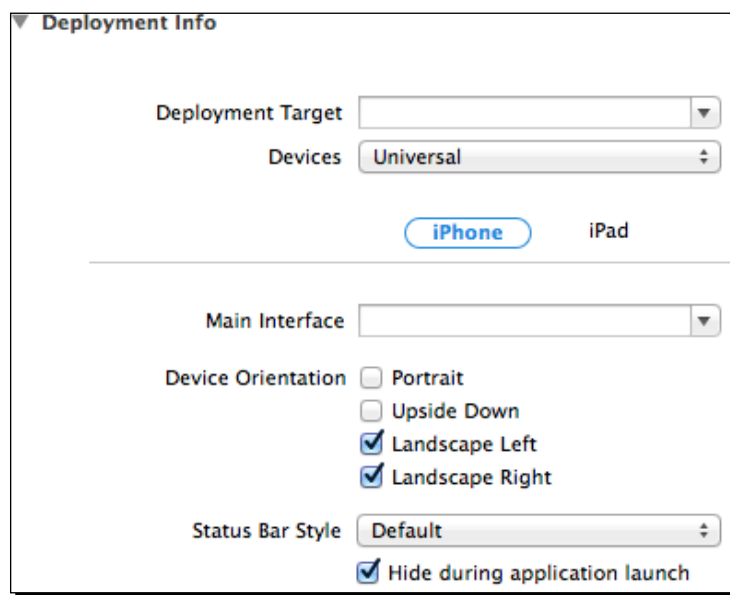 Deployment Info
Deployment Target
Devices Universal
iPhone iPad
Main Interface
Device Orientation Portrait
Upside Down
Landscape Left
Landscape Right
Status Bar Style Default
Hide during application launch